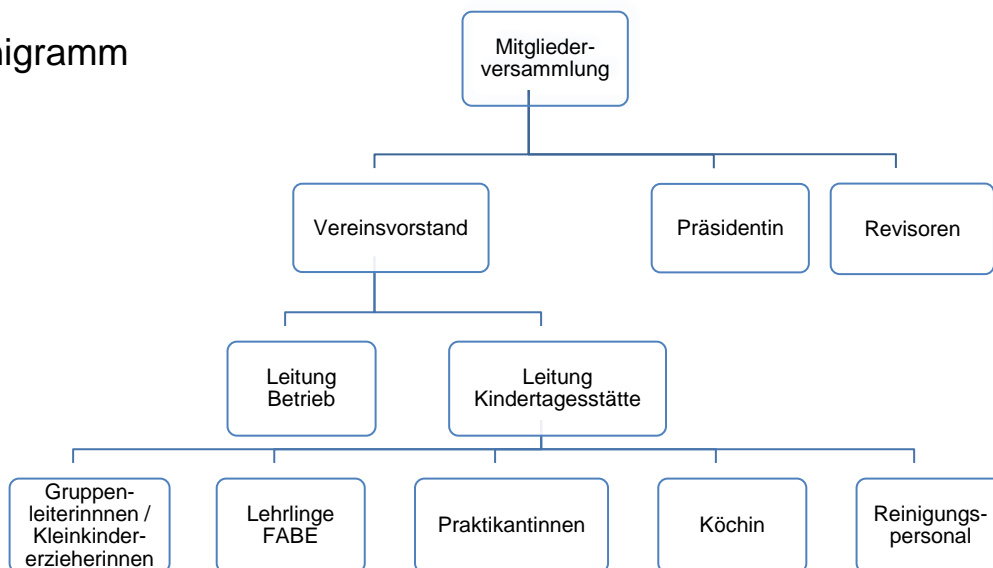 nigramm
Mitglieder-
versammlung
Vereinsvorstand
Präsidentin
Revisoren
Leitung
Betrieb
Leitung
Kindertagesstätte
Gruppen-
leiterinnnen /
Kleinkinder-
erzieherinnen
Lehrlinge
FABE
Praktikantinnen
Köchin
Reinigungs-
personal